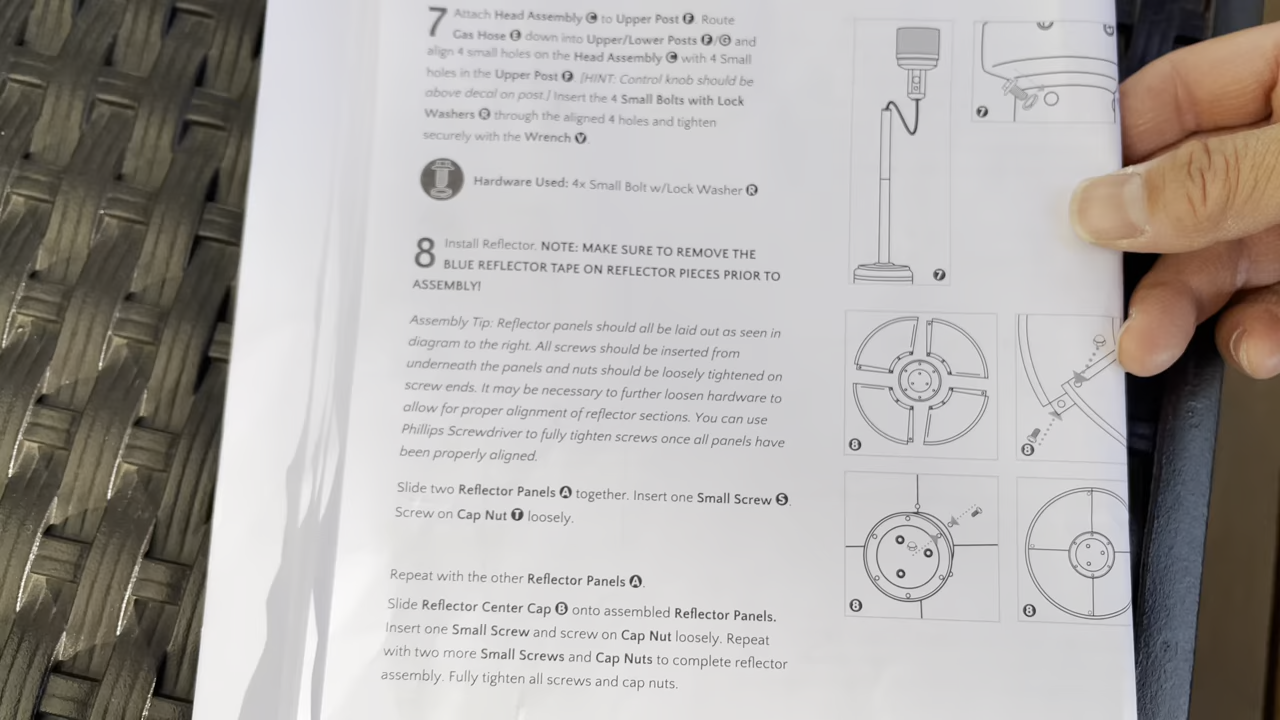 7 Attach Head Assembly C to Upper Post F. Route
Gas Hose E down into Upper/Lower Posts F/G and
align 4 small holes on the Head Assembly C with 4 Small
holes in the Upper Post F. [HINT: Control knob should be
above decal on post.] Insert the 4 Small Bolts with Lock
Washers R through the aligned 4 holes and tighten
securely with the Wrench V.
Hardware Used: 4x Small Bolt w/Lock Washer R
8 Install Reflector. NOTE: MAKE SURE TO REMOVE THE
BLUE REFLECTOR TAPE ON REFLECTOR PIECES PRIOR TO
ASSEMBLY!
Assembly Tip: Reflector panels should all be laid out as seen in
diagram to the right. All screws should be inserted from
underneath the panels and nuts should be loosely tightened on
screw ends. It may be necessary to further loosen hardware to
allow for proper alignment of reflector sections. You can use
Phillips Screwdriver to fully tighten screws once all panels have
been properly aligned.
Slide two Reflector Panels A together. Insert one Small Screw S.
Screw on Cap Nut T loosely.
Repeat with the other Reflector Panels A.
Slide Reflector Center Cap B onto assembled Reflector Panels.
Insert one Small Screw and screw on Cap Nut loosely. Repeat
with two more Small Screws and Cap Nuts to complete reflector
assembly. Fully tighten all screws and cap nuts.
7
7
8
8
8
8